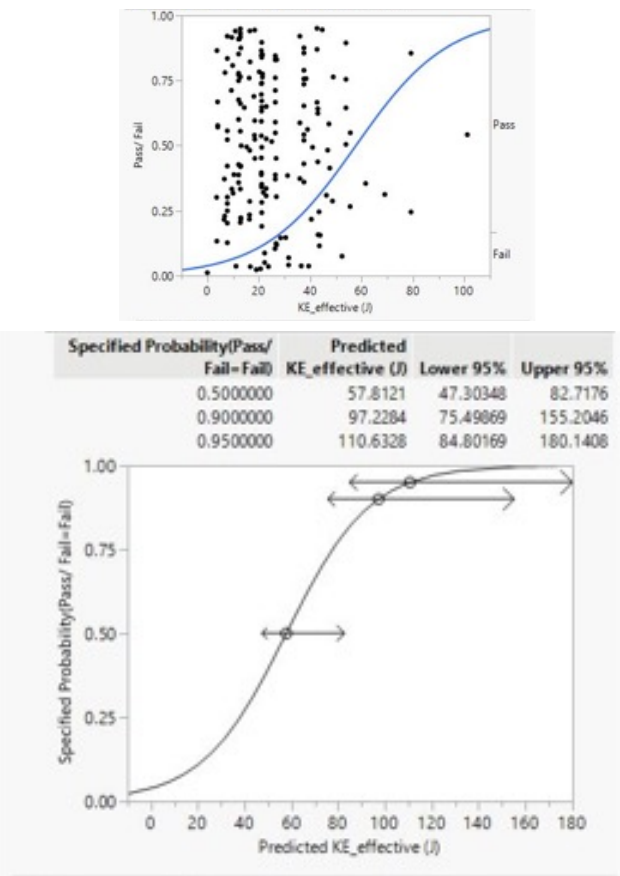 1.00
0.75
0.50
0.25
0.00
Pass/ Fail
Pass
Fail
0 20 40 60 80 100
KE_effective (J)
Specified Probability(Pass/ Fail=Fail) Predicted KE_effective (J) Lower 95% Upper 95%
0.5000000 57.8121 47.30348 82.7176
0.9000000 97.2284 75.49869 155.2046
0.9500000 110.6328 84.80169 180.1408
1.00
0.75
0.50
0.25
0.00
Specified Probability(Pass/ Fail=Fail)
0 20 40 60 80 100 120 140 160 180
Predicted KE_effective (J)